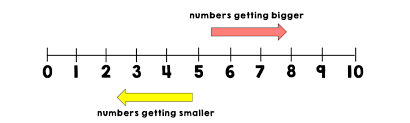 numbers getting bigger
0 1 2 3 4 5 6 7 8 9 10
numbers getting smaller